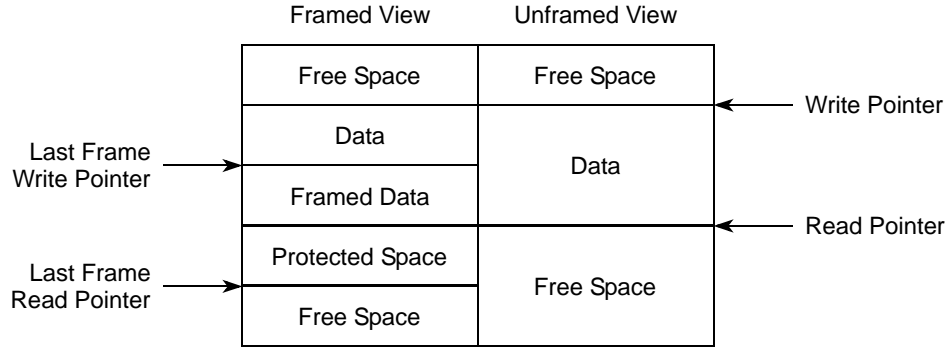 Framed View
Unframed View
Free Space
Free Space
Write Pointer
Data
Last Frame
Write Pointer
Data
Framed Data
Read Pointer
Protected Space
Last Frame
Read Pointer
Free Space
Free Space